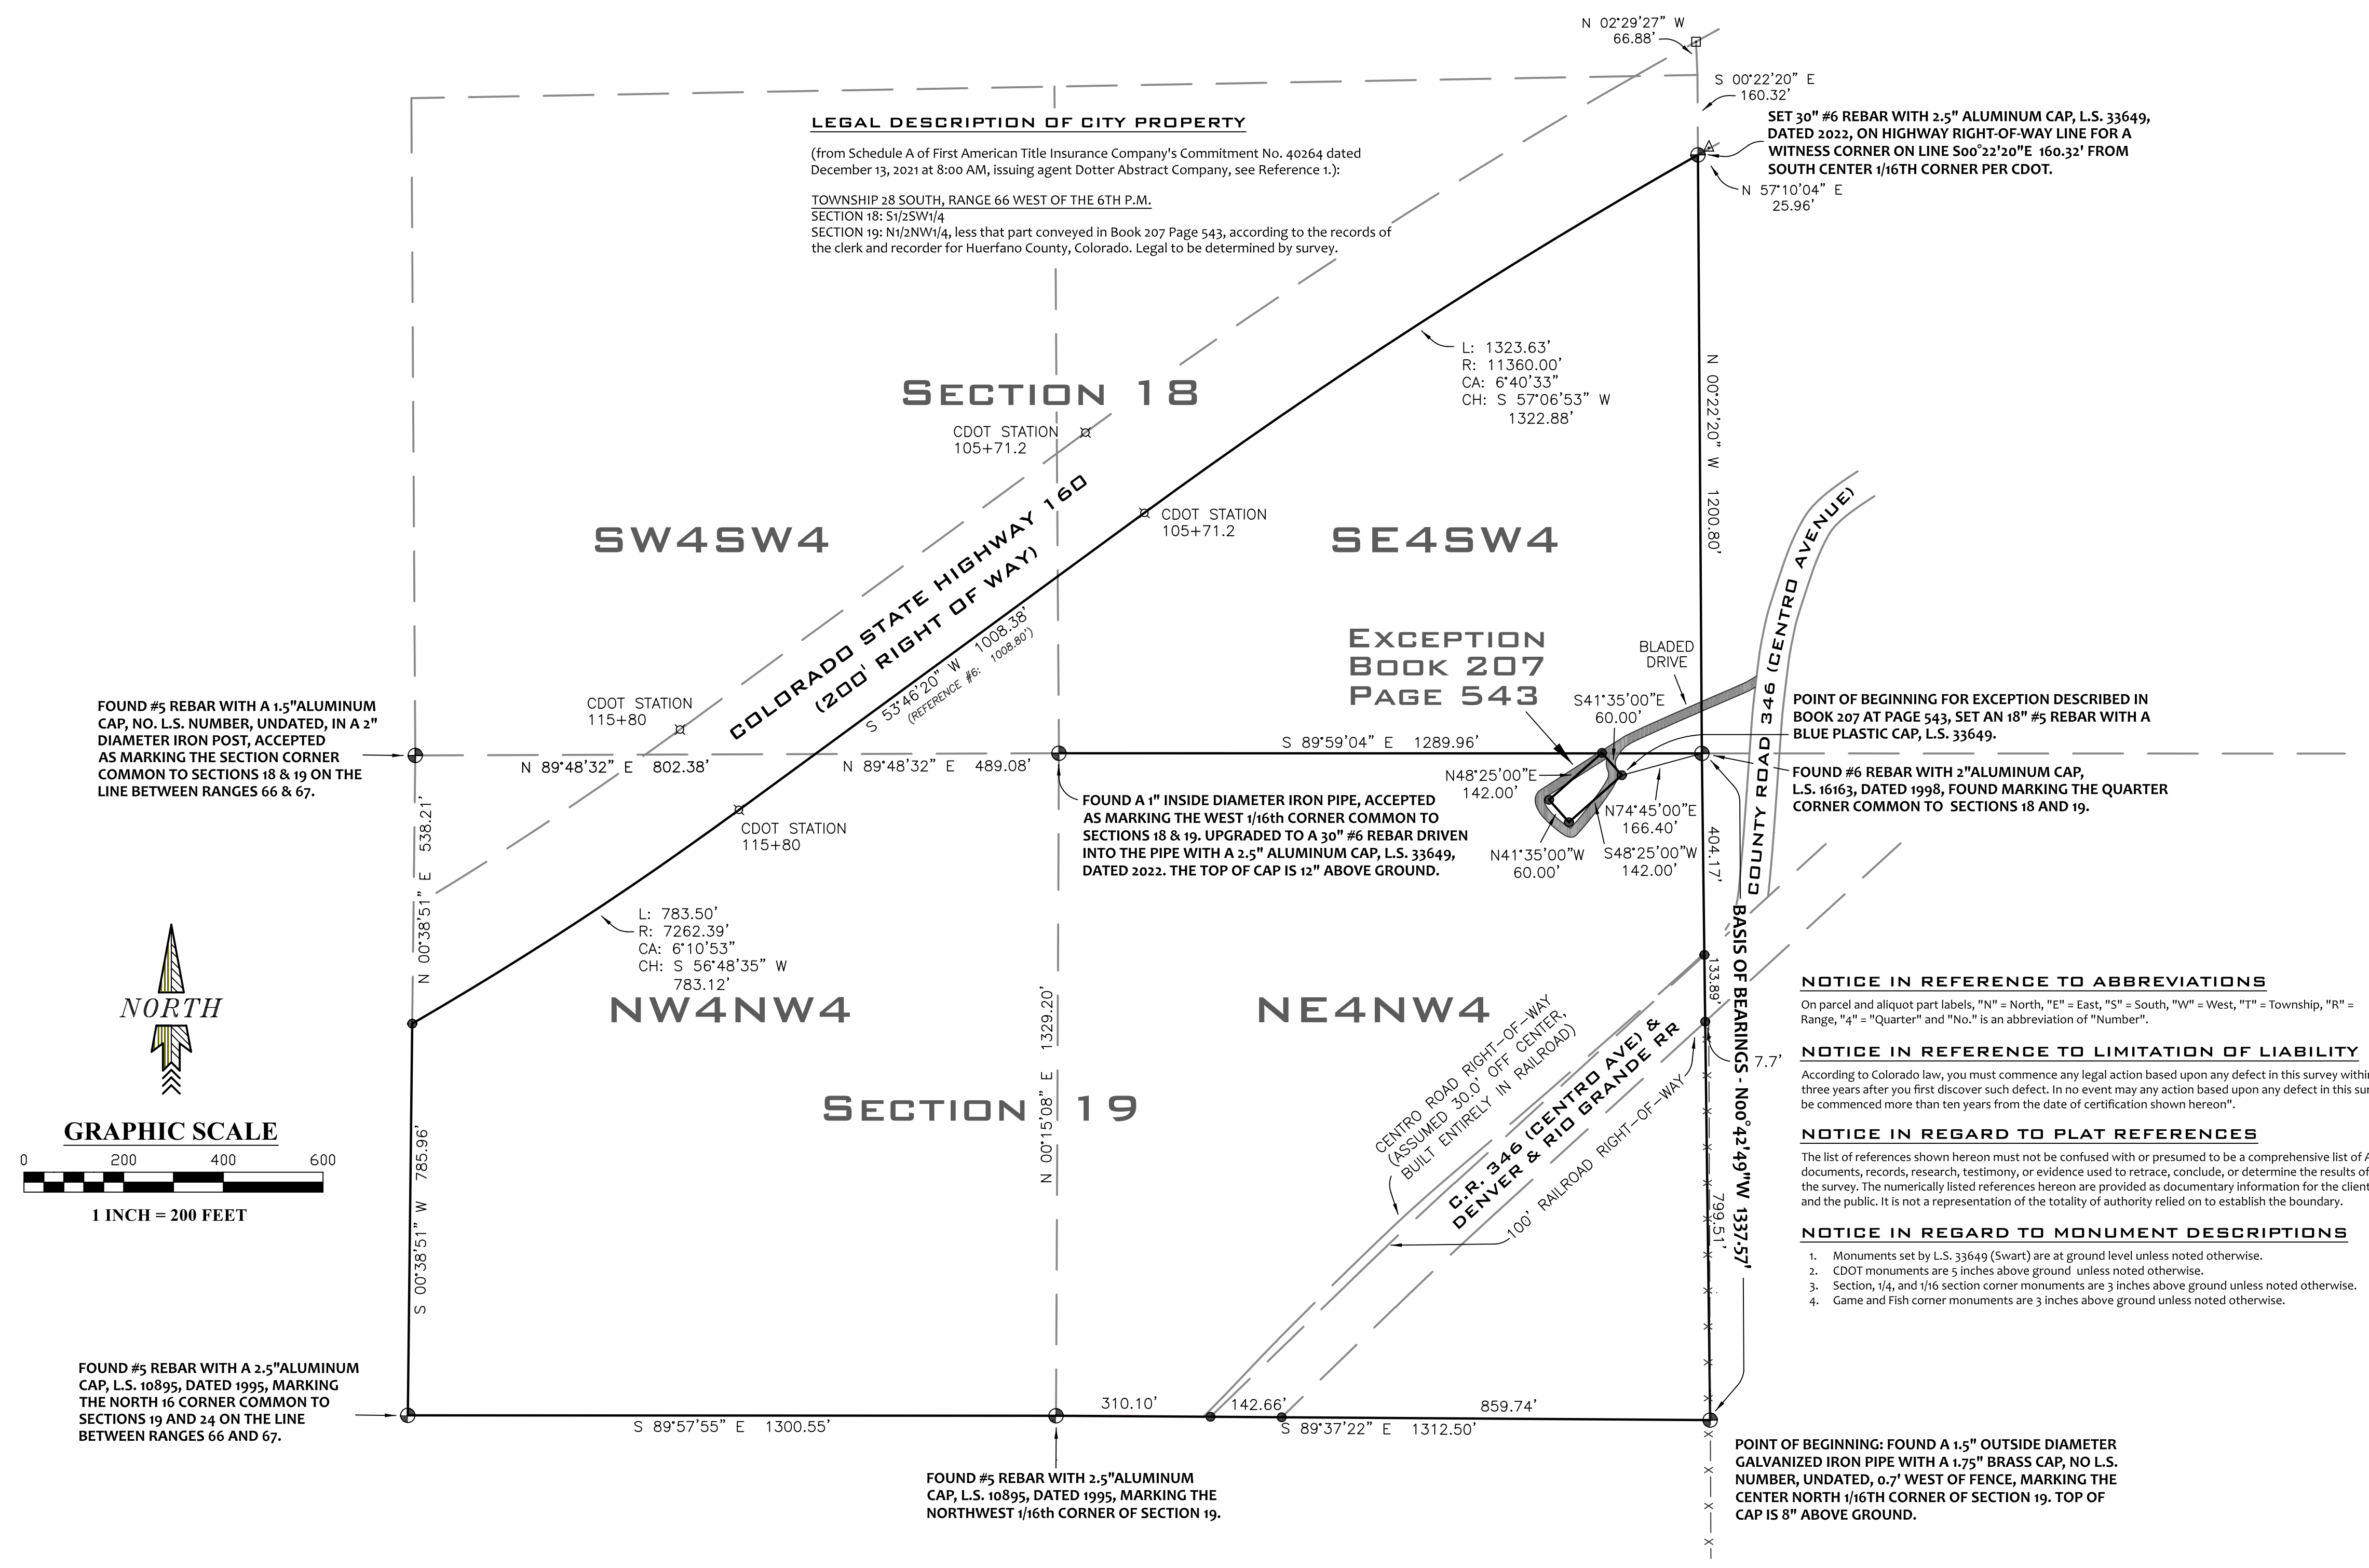 N 02°29'27" W
66.88'
S 00°22'20" E
160.32'
SET 30" #6 REBAR WITH 2.5" ALUMINUM CAP, L.S. 33649,
DATED 2022, ON HIGHWAY RIGHT-OF-WAY LINE FOR A
WITNESS CORNER ON LINE S00°22'20"E 160.32' FROM
SOUTH CENTER 1/16TH CORNER PER CDOT.
N 57°10'04" E
25.96'
LEGAL DESCRIPTION OF CITY PROPERTY
(from Schedule A of First American Title Insurance Company's Commitment No. 40264 dated
December 13, 2021 at 8:00 AM, issuing agent Dotter Abstract Company, see Reference 1.):
TOWNSHIP 28 SOUTH, RANGE 66 WEST OF THE 6TH P.M.
SECTION 18: S1/2SW1/4
SECTION 19: N1/2NW1/4, less that part conveyed in Book 207 Page 543, according to the records of
the clerk and recorder for Huerfano County, Colorado. Legal to be determined by survey.
L: 1323.63'
R: 11360.00'
CA: 6°40'33"
CH: S 57°06'53" W
1322.88'
N 00°22'20" W 1200.80'
SECTION 18
CDOT STATION
105+71.2
CDOT STATION
105+71.2
SW4SW4
SE4SW4
COLORADO STATE HIGHWAY 160
(200' RIGHT OF WAY)
S 53°46'20" W 1008.38'
(REFERENCE #6: 1008.80')
COUNTY ROAD 346 (CENTRO AVENUE)
EXCEPTION
BOOK 207
PAGE 543
BLADED
DRIVE
S41°35'00"E
60.00'
CDOT STATION
115+80
FOUND #5 REBAR WITH A 1.5"ALUMINUM
CAP, NO. L.S. NUMBER, UNDATED, IN A 2"
DIAMETER IRON POST, ACCEPTED
AS MARKING THE SECTION CORNER
COMMON TO SECTIONS 18 & 19 ON THE
LINE BETWEEN RANGES 66 & 67.
POINT OF BEGINNING FOR EXCEPTION DESCRIBED IN
BOOK 207 AT PAGE 543, SET AN 18" #5 REBAR WITH A
BLUE PLASTIC CAP, L.S. 33649.
S 89°59'04" E 1289.96'
N 89°48'32" E 802.38'
N 89°48'32" E 489.08'
N48°25'00"E
142.00'
FOUND #6 REBAR WITH 2"ALUMINUM CAP,
L.S. 16163, DATED 1998, FOUND MARKING THE QUARTER
CORNER COMMON TO SECTIONS 18 AND 19.
FOUND A 1" INSIDE DIAMETER IRON PIPE, ACCEPTED
AS MARKING THE WEST 1/16th CORNER COMMON TO
SECTIONS 18 & 19. UPGRADED TO A 30" #6 REBAR DRIVEN
INTO THE PIPE WITH A 2.5" ALUMINUM CAP, L.S. 33649,
DATED 2022. THE TOP OF CAP IS 12" ABOVE GROUND.
N74°45'00"E
166.40'
N41°35'00"W
60.00'
S48°25'00"W
142.00'
404.17'
CDOT STATION
115+80
N 00°38'51" E 538.21'
L: 783.50'
R: 7262.39'
CA: 6°10'53"
CH: S 56°48'35" W
783.12'
NW4NW4
NE4NW4
N 00°15'08" E 1329.20'
SECTION 19
133.89'
7.7'
BASIS OF BEARINGS - N00°42'49"W 1337.57'
799.51'
CENTRO ROAD RIGHT-OF-WAY
(ASSUMED 30.0' OFF CENTER,
BUILT ENTIRELY IN RAILROAD)
C.R. 346 (CENTRO AVE) &
DENVER & RIO GRANDE RR
100' RAILROAD RIGHT-OF-WAY
NORTH
GRAPHIC SCALE
0 200 400 600
1 INCH = 200 FEET
S 00°38'51" W 785.96'
NOTICE IN REFERENCE TO ABBREVIATIONS
On parcel and aliquot part labels, "N" = North, "E" = East, "S" = South, "W" = West, "T" = Township, "R" =
Range, "4" = "Quarter" and "No." is an abbreviation of "Number".
NOTICE IN REFERENCE TO LIMITATION OF LIABILITY
According to Colorado law, you must commence any legal action based upon any defect in this survey within
three years after you first discover such defect. In no event may any action based upon any defect in this sur
be commenced more than ten years from the date of certification shown hereon".
NOTICE IN REGARD TO PLAT REFERENCES
The list of references shown hereon must not be confused with or presumed to be a comprehensive list of A
documents, records, research, testimony, or evidence used to retrace, conclude, or determine the results of
the survey. The numerically listed references hereon are provided as documentary information for the client
and the public. It is not a representation of the totality of authority relied on to establish the boundary.
NOTICE IN REGARD TO MONUMENT DESCRIPTIONS
1. Monuments set by L.S. 33649 (Swart) are at ground level unless noted otherwise.
2. CDOT monuments are 5 inches above ground unless noted otherwise.
3. Section, 1/4, and 1/16 section corner monuments are 3 inches above ground unless noted otherwise.
4. Game and Fish corner monuments are 3 inches above ground unless noted otherwise.
FOUND #5 REBAR WITH A 2.5"ALUMINUM
CAP, L.S. 10895, DATED 1995, MARKING
THE NORTH 16 CORNER COMMON TO
SECTIONS 19 AND 24 ON THE LINE
BETWEEN RANGES 66 AND 67.
S 89°57'55" E 1300.55'
310.10'
142.66'
859.74'
S 89°37'22" E 1312.50'
FOUND #5 REBAR WITH 2.5"ALUMINUM
CAP, L.S. 10895, DATED 1995, MARKING THE
NORTHWEST 1/16th CORNER OF SECTION 19.
POINT OF BEGINNING: FOUND A 1.5" OUTSIDE DIAMETER
GALVANIZED IRON PIPE WITH A 1.75" BRASS CAP, NO L.S.
NUMBER, UNDATED, 0.7' WEST OF FENCE, MARKING THE
CENTER NORTH 1/16TH CORNER OF SECTION 19. TOP OF
CAP IS 8" ABOVE GROUND.